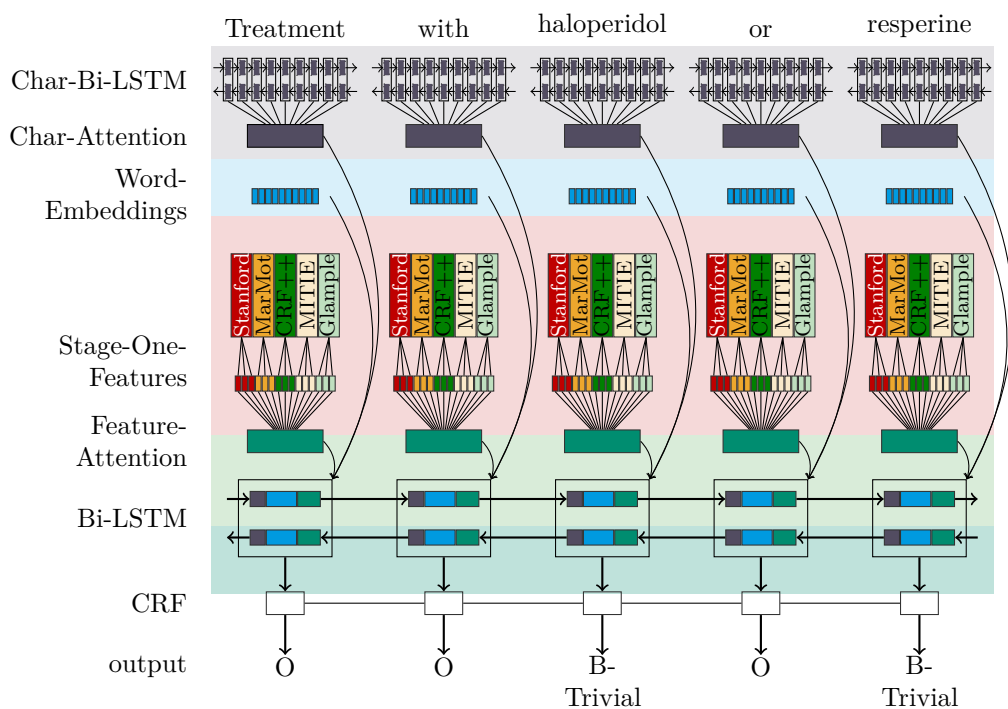 Treatment with haloperidol or resperine
Char-Bi-LSTM
Char-Attention
Word-
Embeddings
Stanford MarMot CRF++ MITIE Glample Stanford MarMot CRF++ MITIE Glample Stanford MarMot CRF++ MITIE Glample Stanford MarMot CRF++ MITIE Glample Stanford MarMot CRF++ MITIE Glample
Stage-One-
Features
Feature-
Attention
Bi-LSTM
CRF
output O O B- O B-
Trivial Trivial